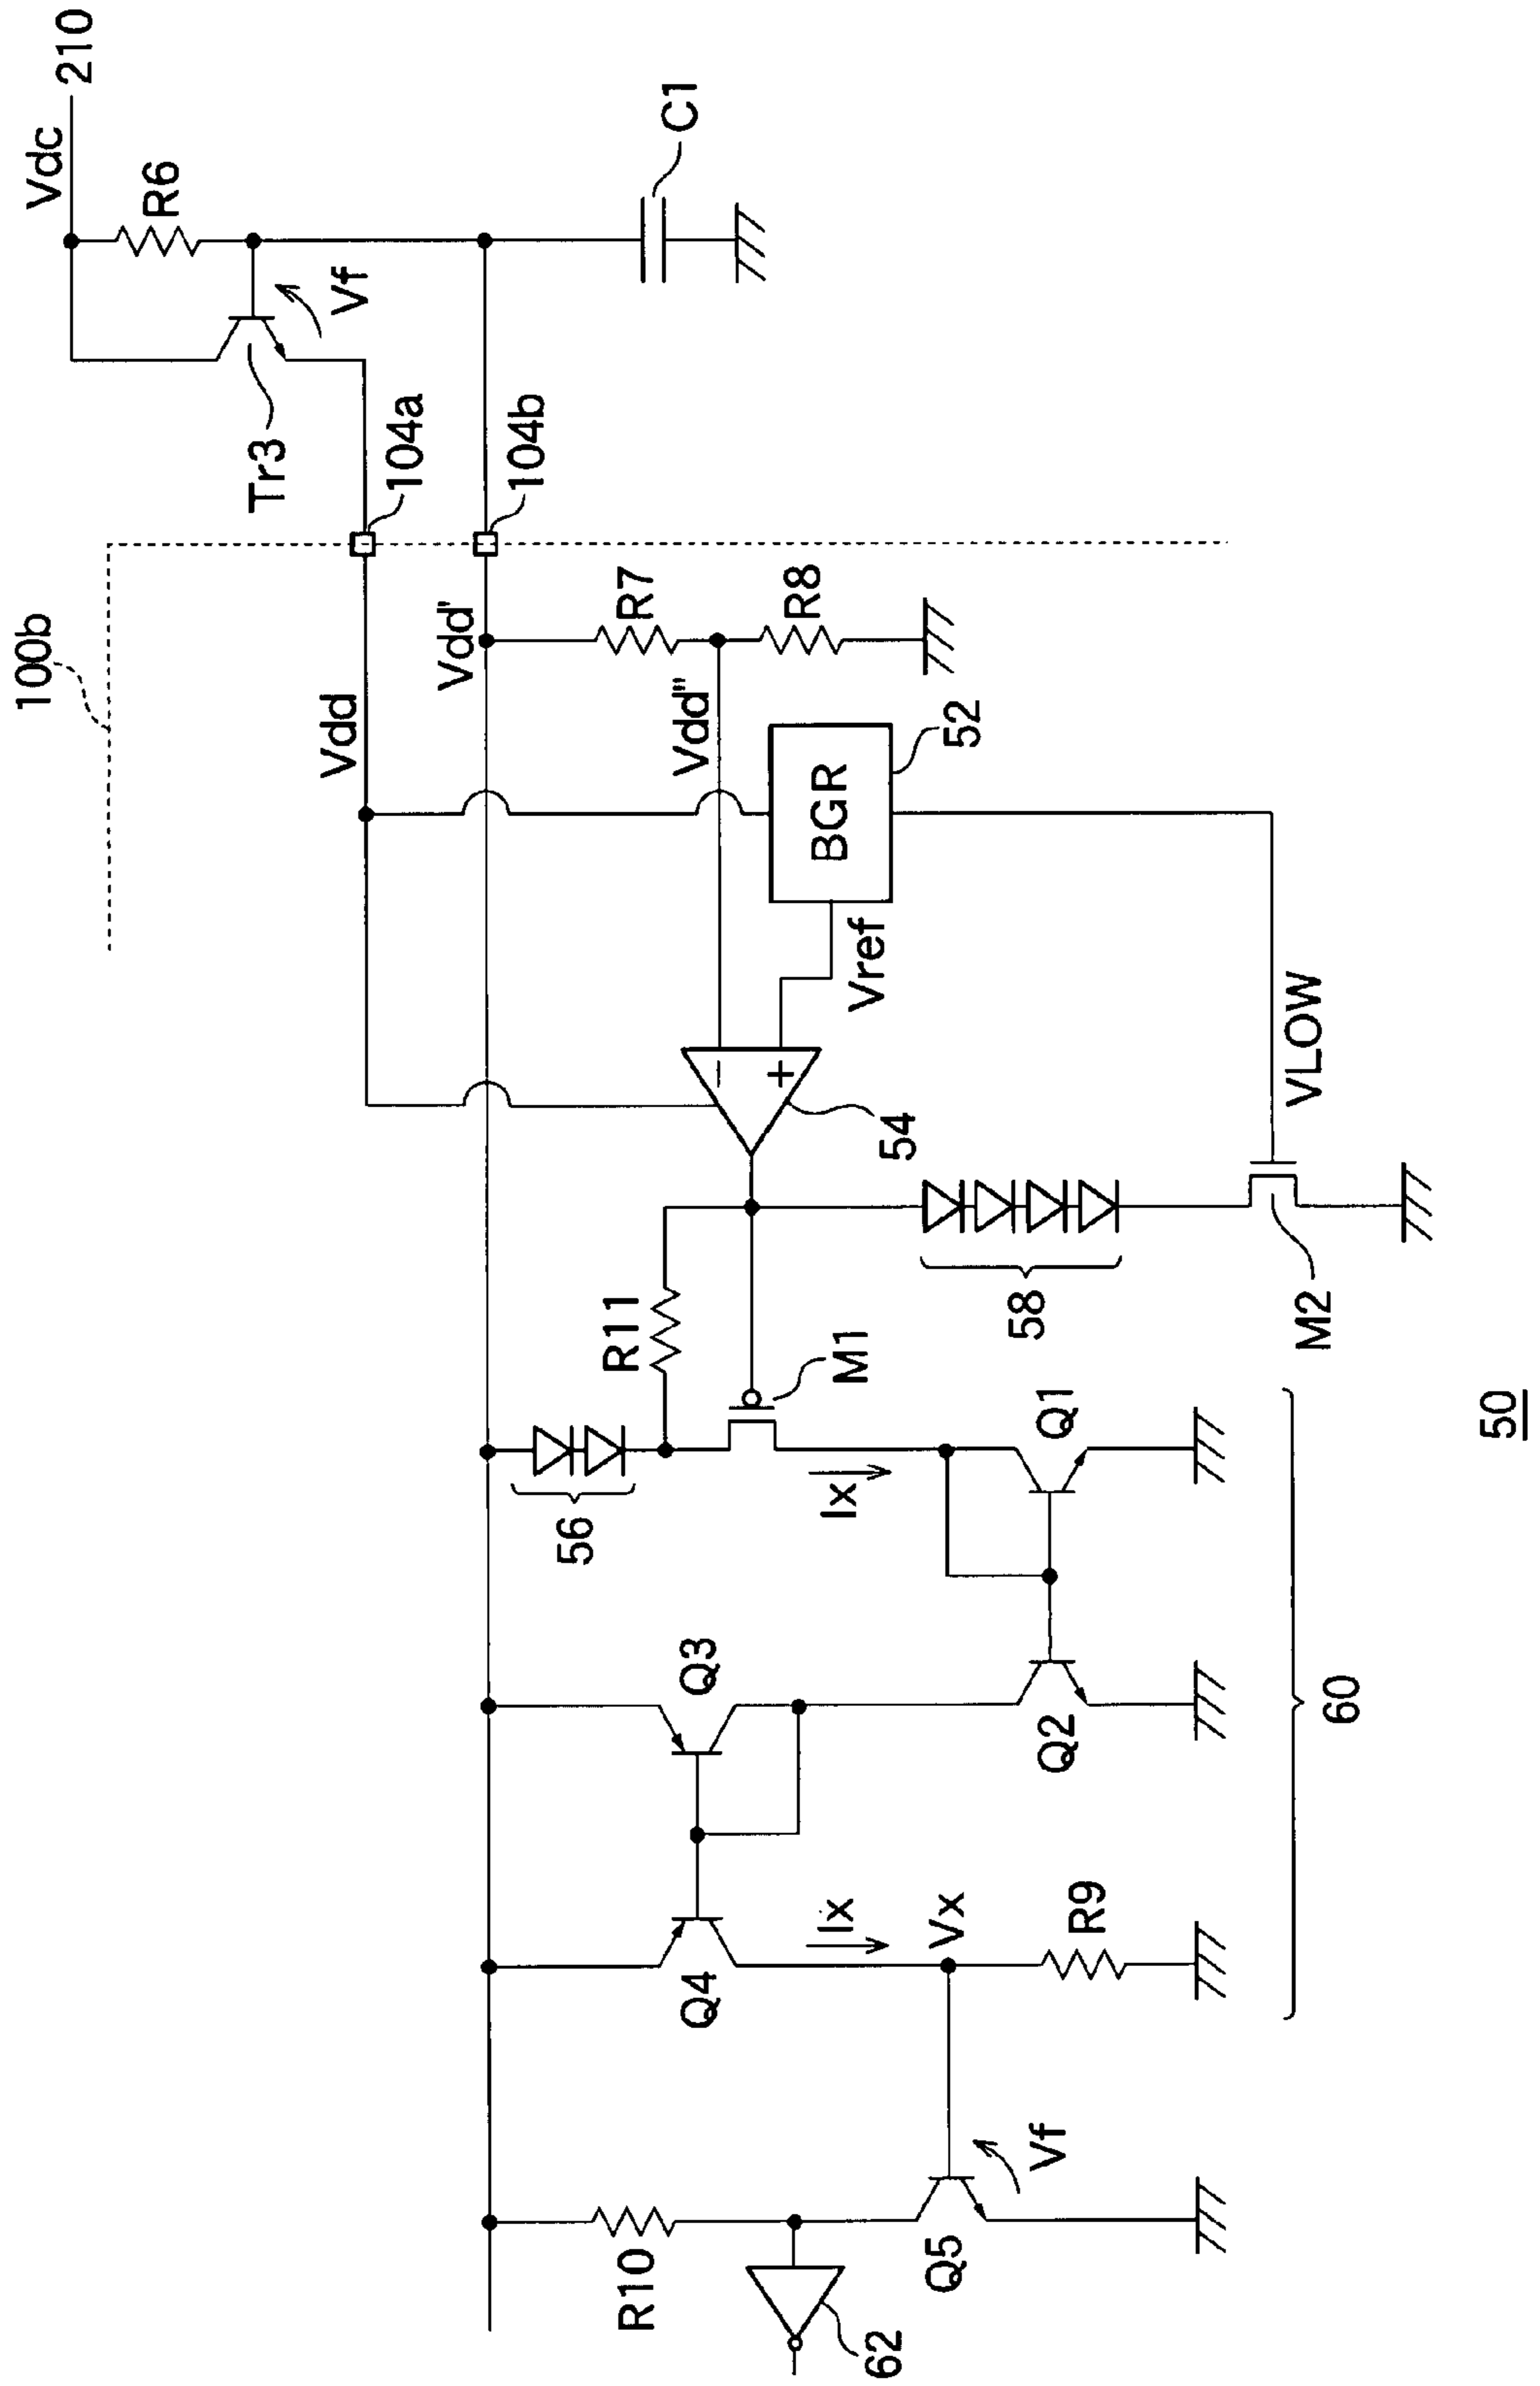 Vdc
210
R6
Vf
Tr3
C1
104a
104b
100b
Vdd
Vdd'
R7
Vdd"
R8
BGR
52
Vref
VLOW
−
+
54
R11
58
M2
M1
56
Ix
Q1
Q3
Q2
60
Q4
Ix
Vx
R9
R10
Q5
Vf
62
50